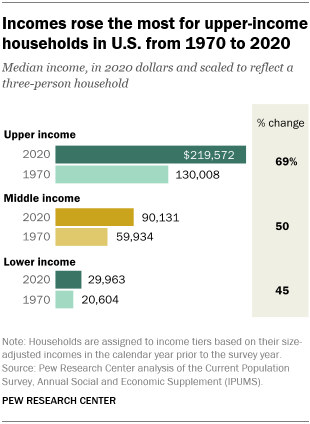 Incomes rose the most for upper-income
households in U.S. from 1970 to 2020
Median income, in 2020 dollars and scaled to reflect a
three-person household
% change
Upper income
2020 $219,572
69%
1970 130,008
Middle income
2020 90,131
50
1970 59,934
Lower income
2020 29,963
45
1970 20,604
Note: Households are assigned to income tiers based on their size-
adjusted incomes in the calendar year prior to the survey year.
Source: Pew Research Center analysis of the Current Population
Survey, Annual Social and Economic Supplement (IPUMS).
PEW RESEARCH CENTER